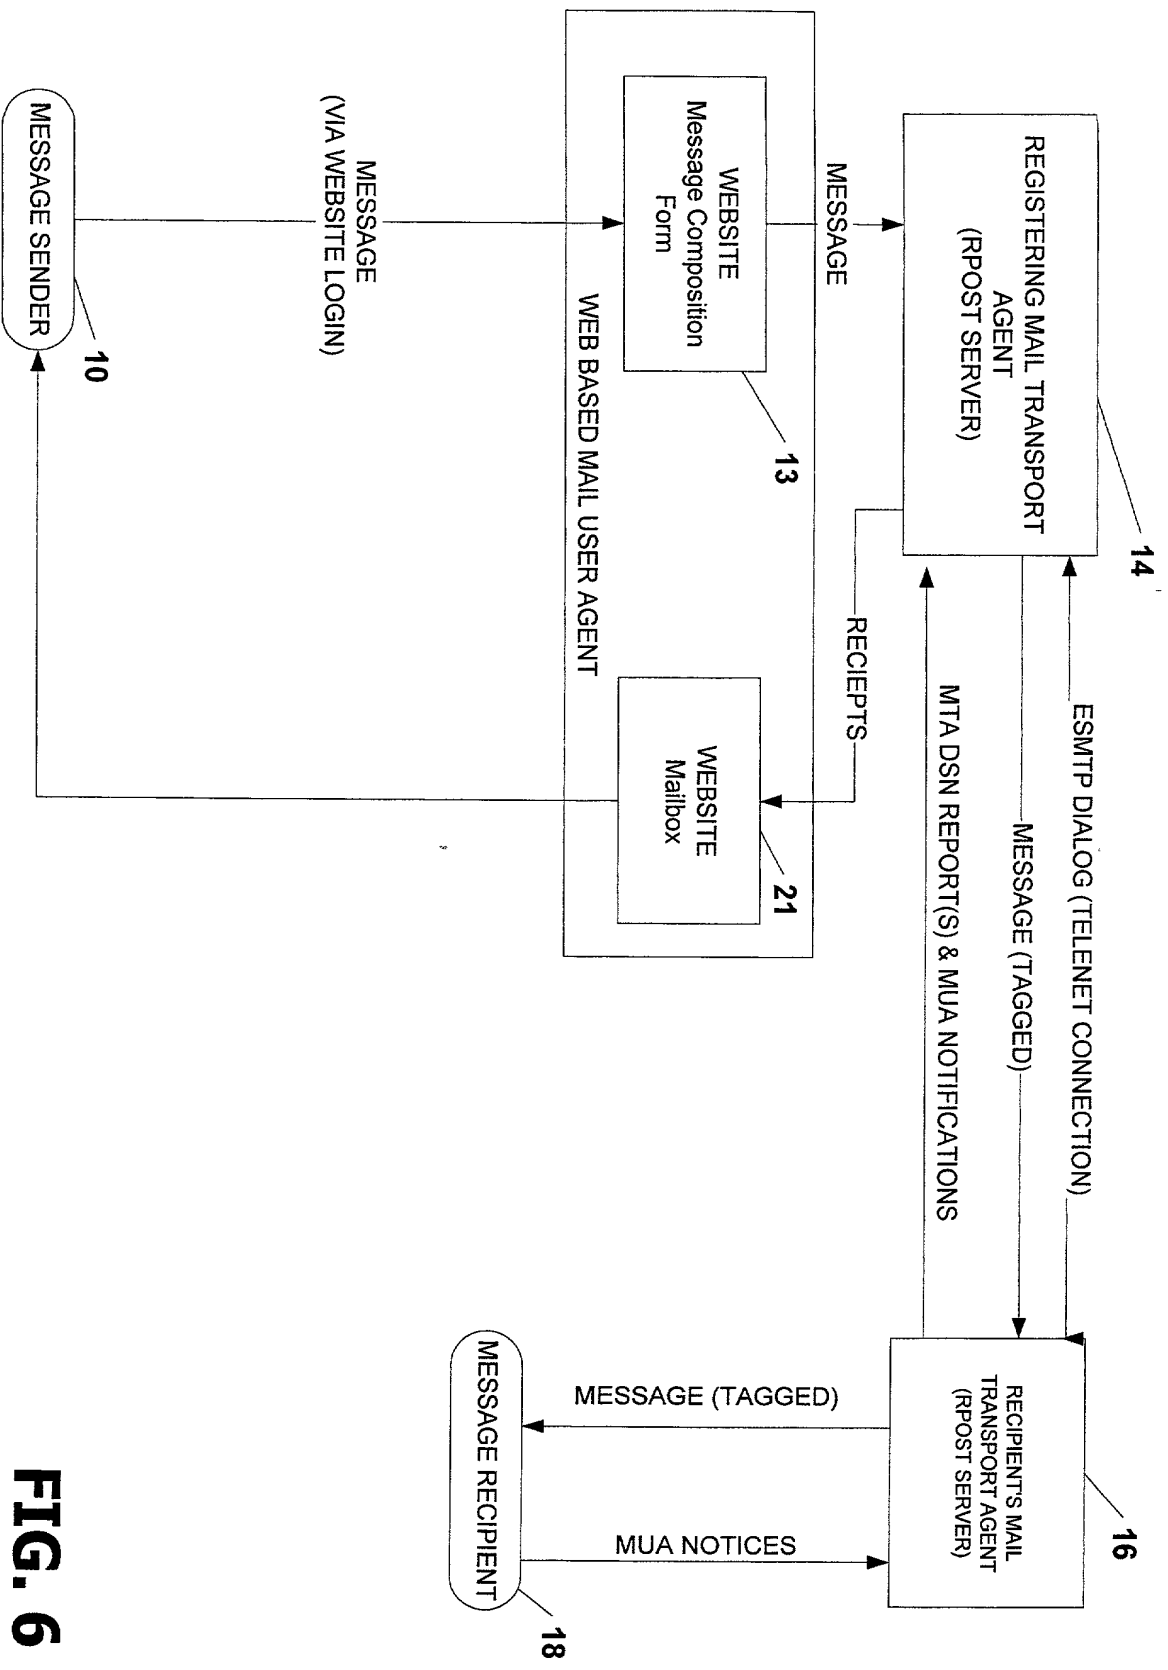 14
REGISTERING MAIL TRANSPORT
AGENT
(RPOST SERVER)
ESMTP DIALOG (TELENET CONNECTION)
MESSAGE (TAGGED)
MTA DSN REPORT(S) & MUA NOTIFICATIONS
16
RECIPIENT'S MAIL
TRANSPORT AGENT
(RPOST SERVER)
MESSAGE
RECIEPTS
13
WEBSITE
Message Composition
Form
21
WEBSITE
Mailbox
WEB BASED MAIL USER AGENT
MESSAGE (TAGGED)
MUA NOTICES
18
MESSAGE RECIPIENT
MESSAGE
(VIA WEBSITE LOGIN)
10
MESSAGE SENDER
FIG. 6